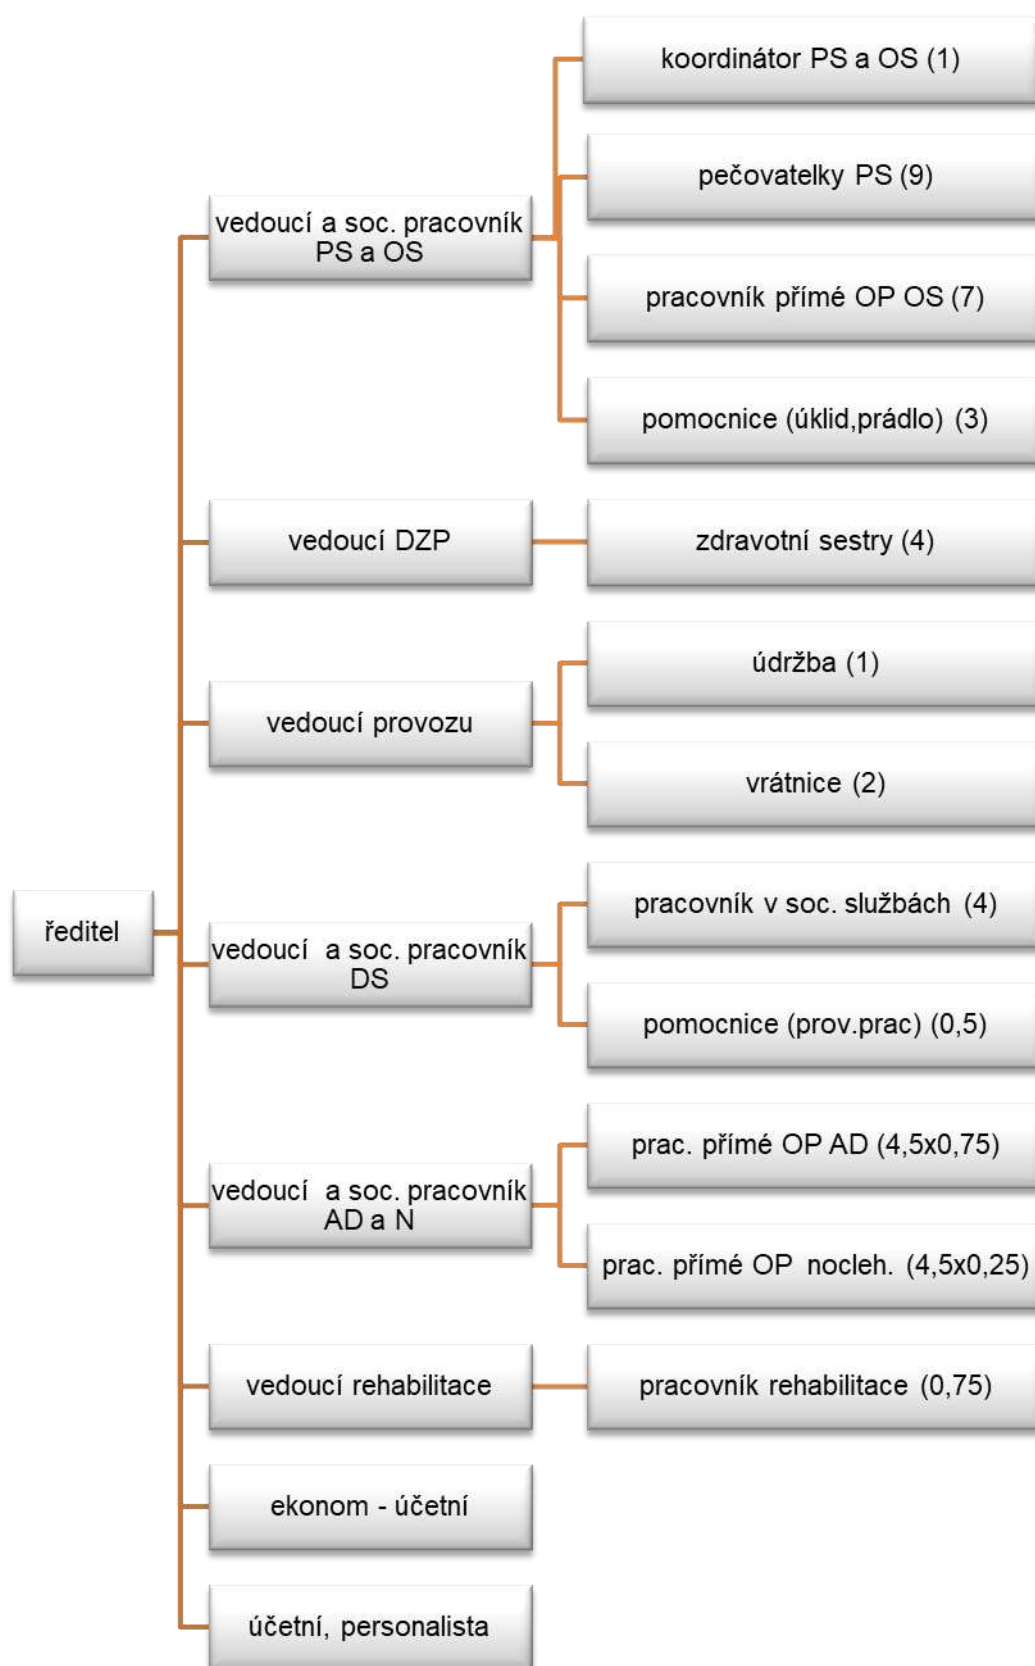 koordinátor PS a OS (1)
pečovatelky PS (9)
vedoucí a soc. pracovník
PS a OS
pracovník přímé OP OS (7)
pomocnice (úklid,prádlo) (3)
vedoucí DZP
zdravotní sestry (4)
údržba (1)
vedoucí provozu
vrátnice (2)
ředitel
pracovník v soc. službách (4)
vedoucí a soc. pracovník
DS
pomocnice (prov.prac) (0,5)
prac. přímé OP AD (4,5x0,75)
vedoucí a soc. pracovník
AD a N
prac. přímé OP nocleh. (4,5x0,25)
vedoucí rehabilitace
pracovník rehabilitace (0,75)
ekonom - účetní
účetní, personalista